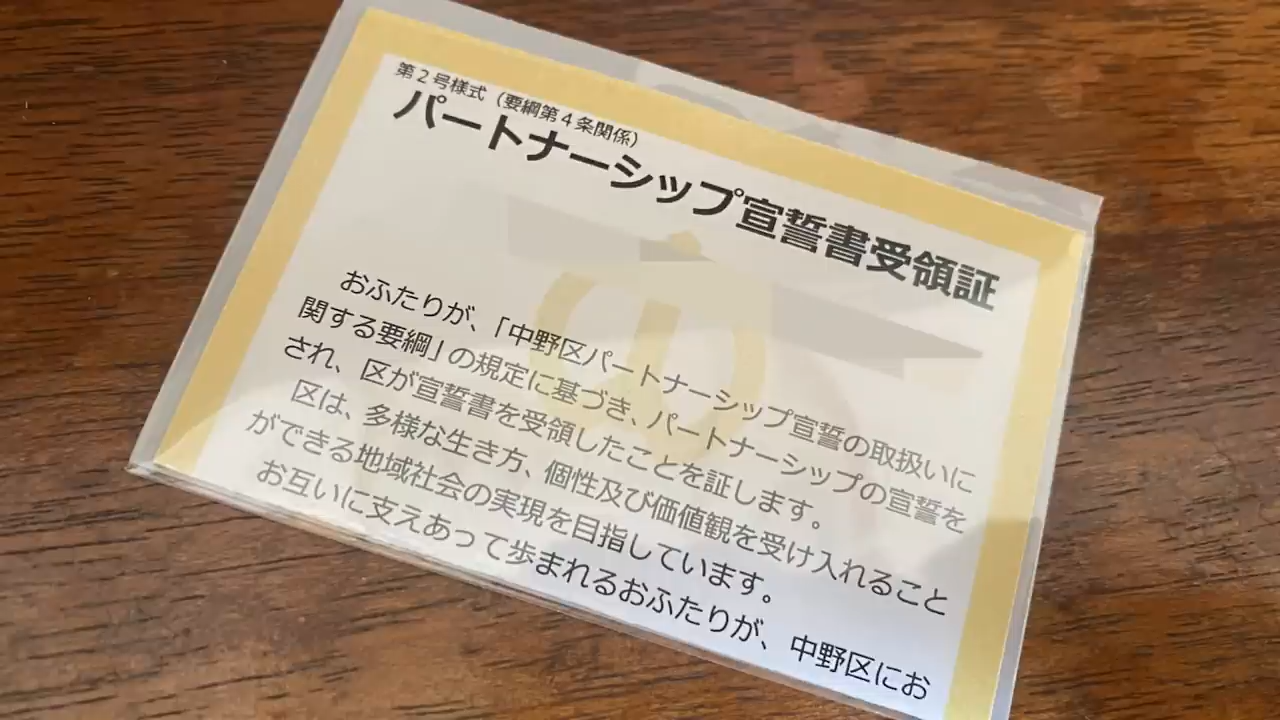 第2号様式（要綱第4条関係）
パートナーシップ宣誓書受領証
おふたりが、「中野区パートナーシップ宣誓の取扱いに
関する要綱」の規定に基づき、パートナーシップの宣誓を
され、区が宣誓書を受領したことを証します。
区は、多様な生き方、個性及び価値観を受け入れること
ができる地域社会の実現を目指しています。
お互いに支えあって歩まれるおふたりが、中野区にお